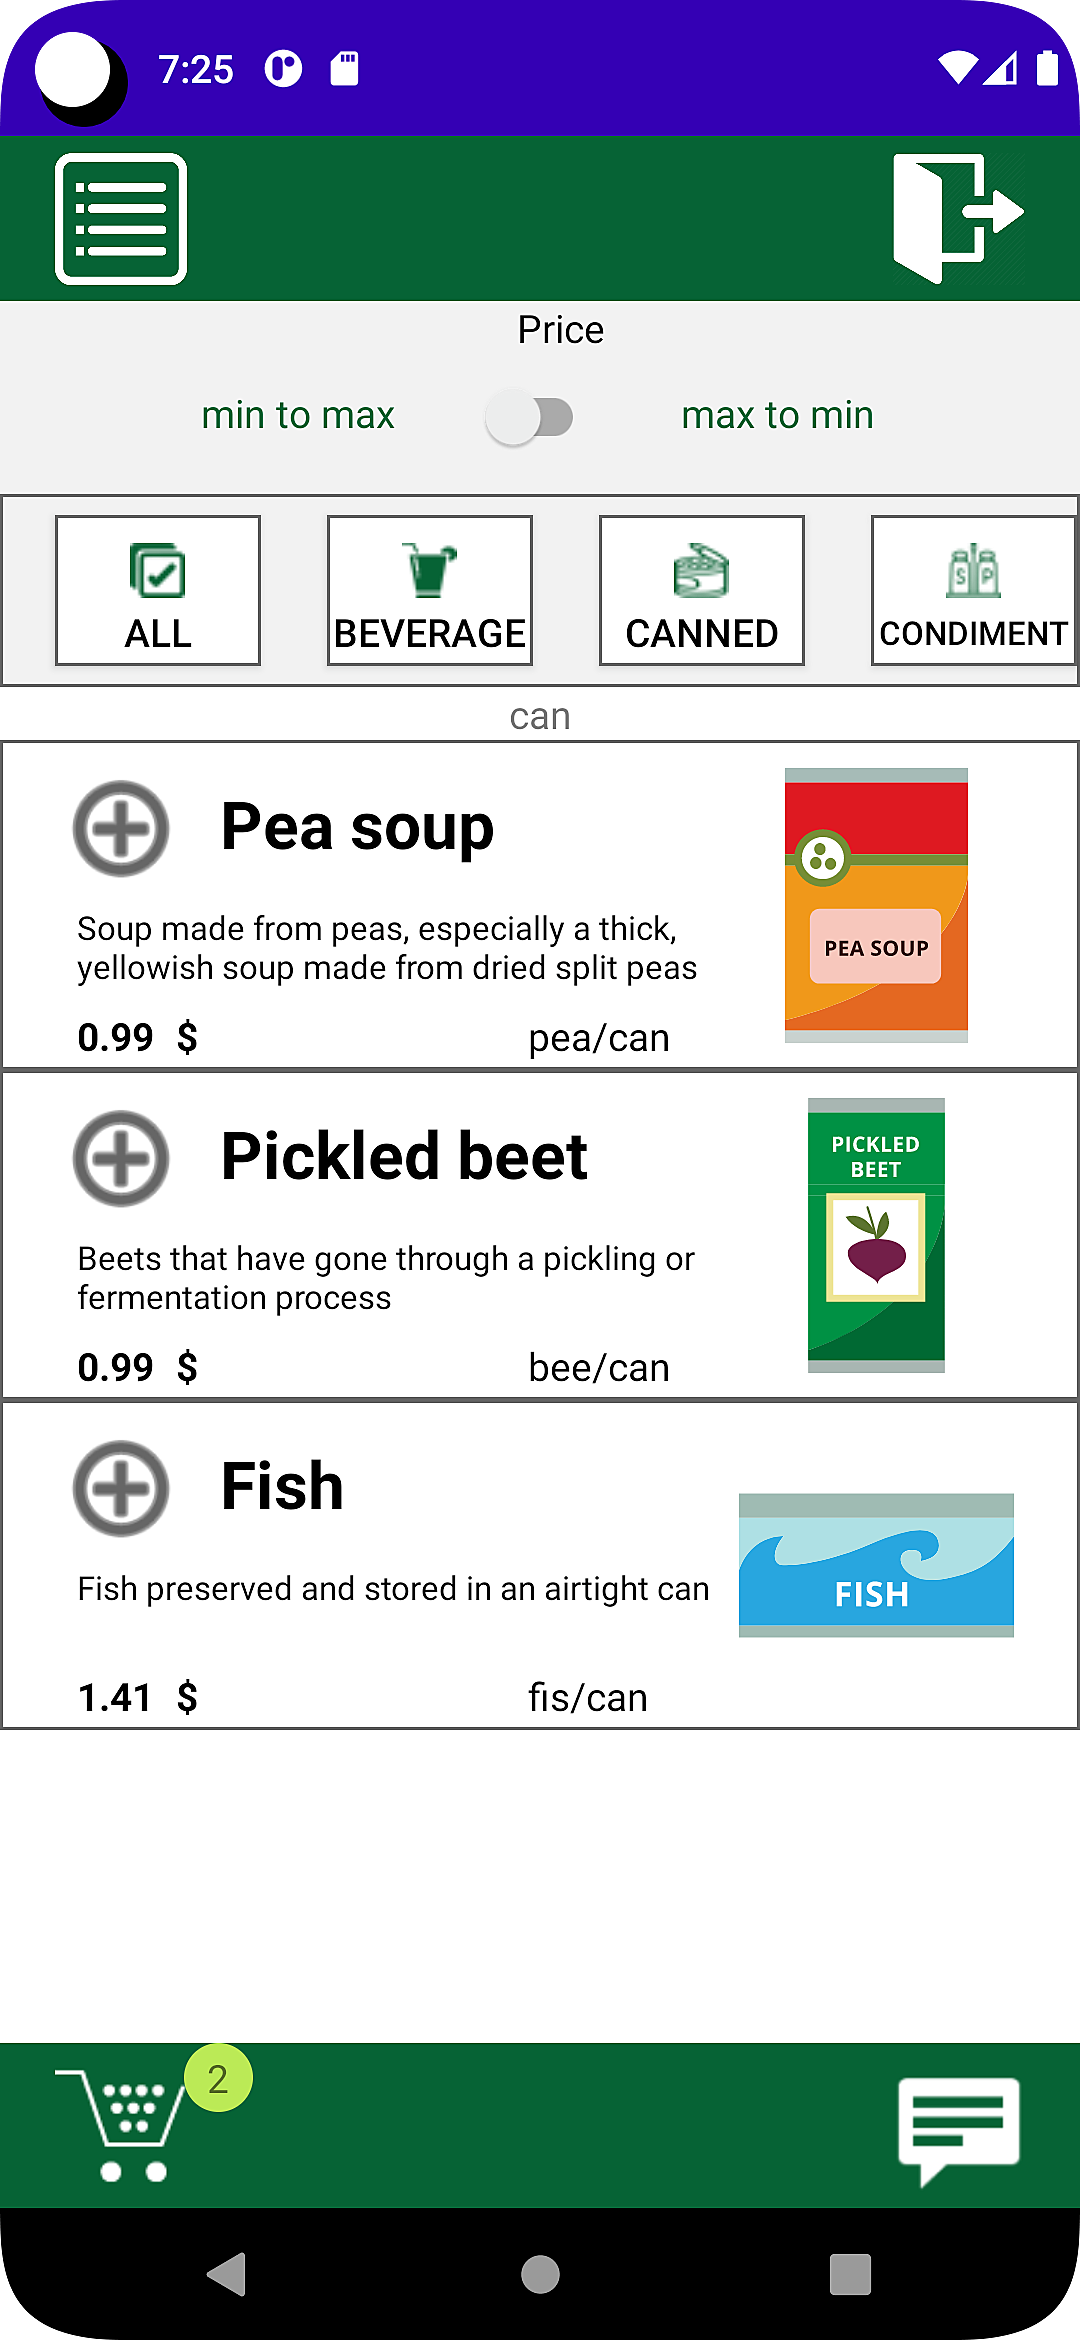 7:25
Price
min to max
max to min
ALL
BEVERAGE
CANNED
CONDIMENT
S P
can
Pea soup
Soup made from peas, especially a thick,
yellowish soup made from dried split peas
0.99 $
pea/can
PEA SOUP
Pickled beet
Beets that have gone through a pickling or
fermentation process
0.99 $
bee/can
PICKLED
BEET
Fish
Fish preserved and stored in an airtight can
1.41 $
fis/can
FISH
2